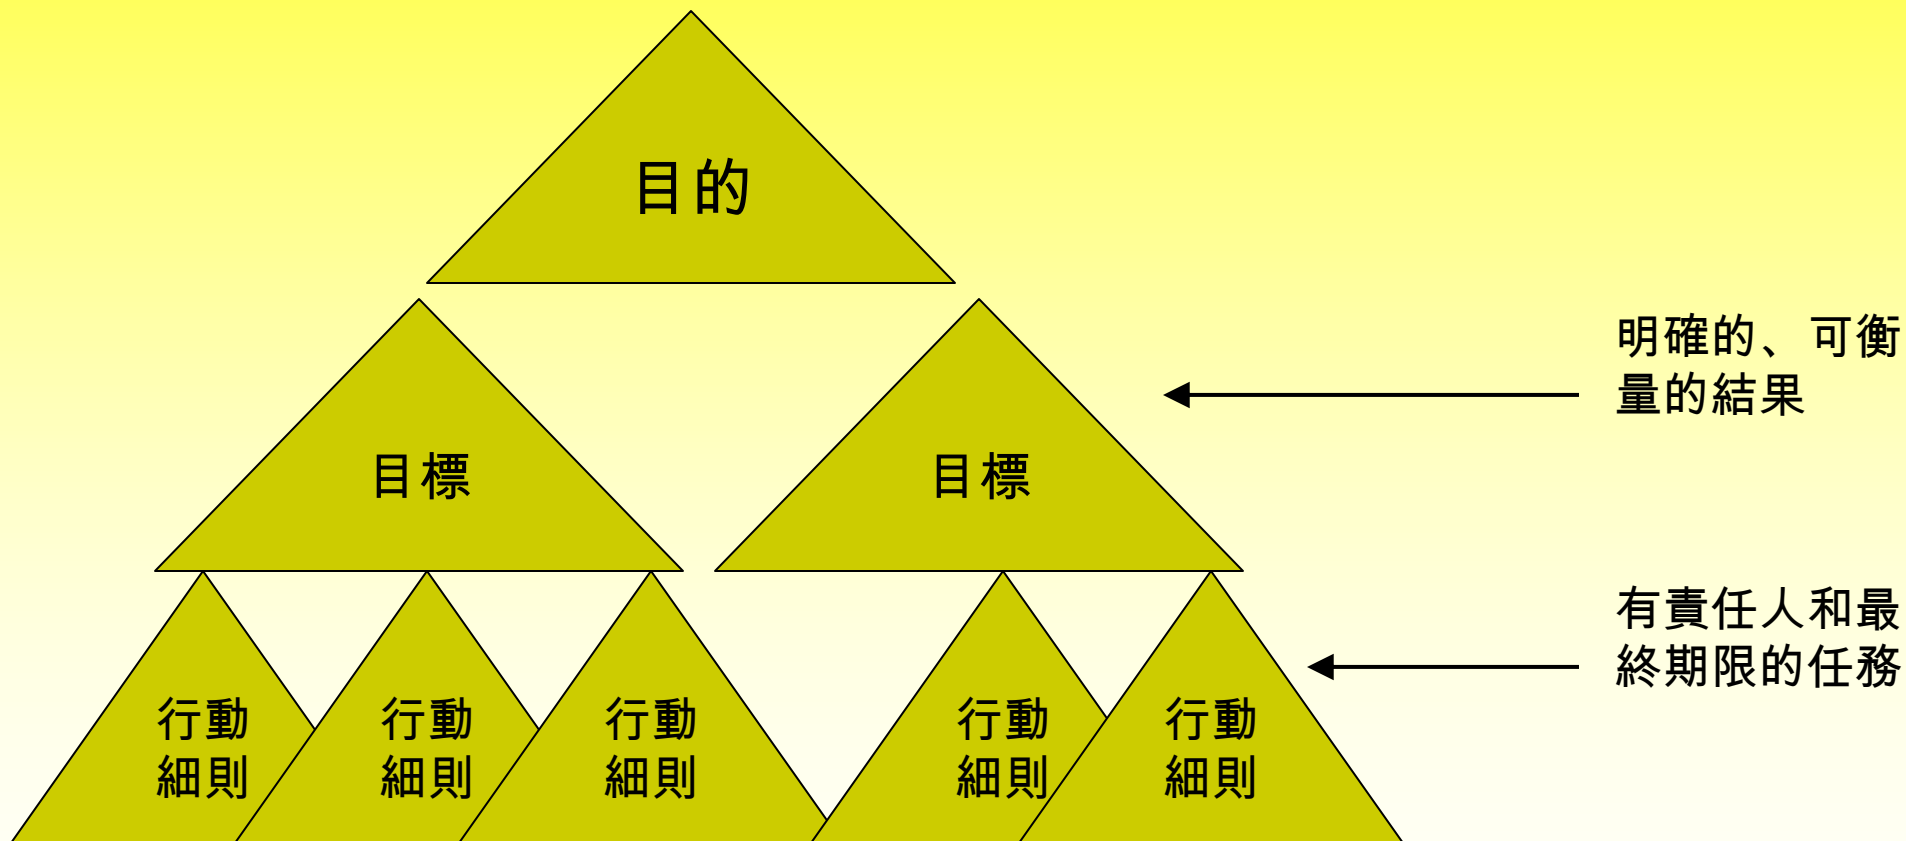 目的
明確的、可衡
量的結果
目標
目標
有責任人和最
終期限的任務
行動
細則
行動
細則
行動
細則
行動
細則
行動
細則